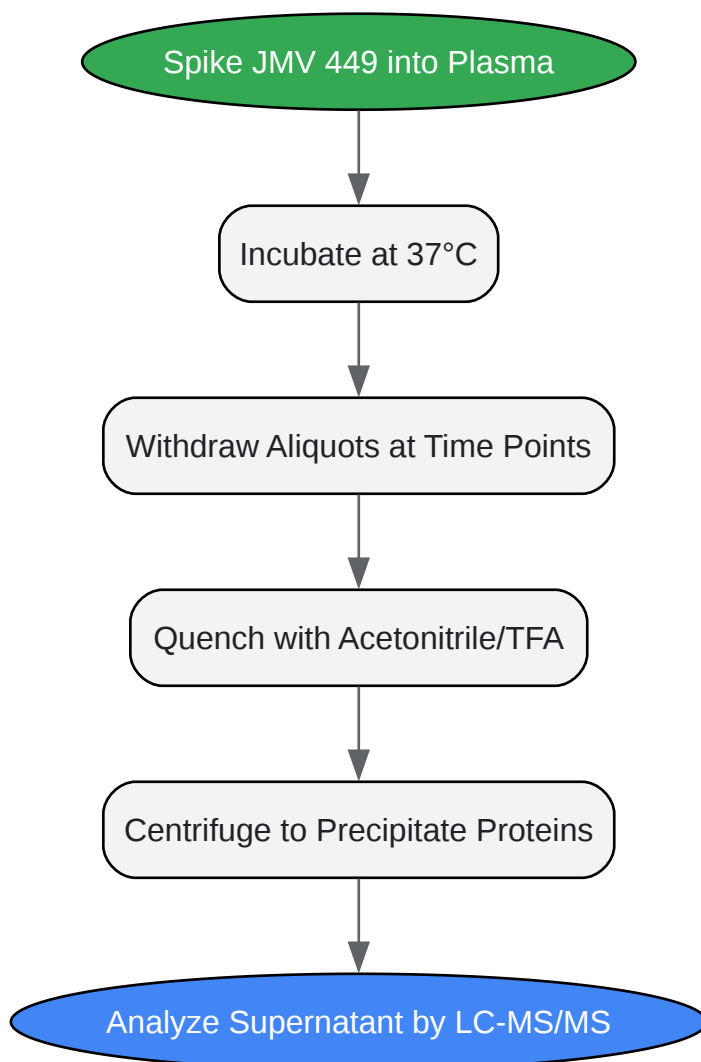 Spike JMV 449 into Plasma
Incubate at 37°C
Withdraw Aliquots at Time Points
Quench with Acetonitrile/TFA
Centrifuge to Precipitate Proteins
Analyze Supernatant by LC-MS/MS